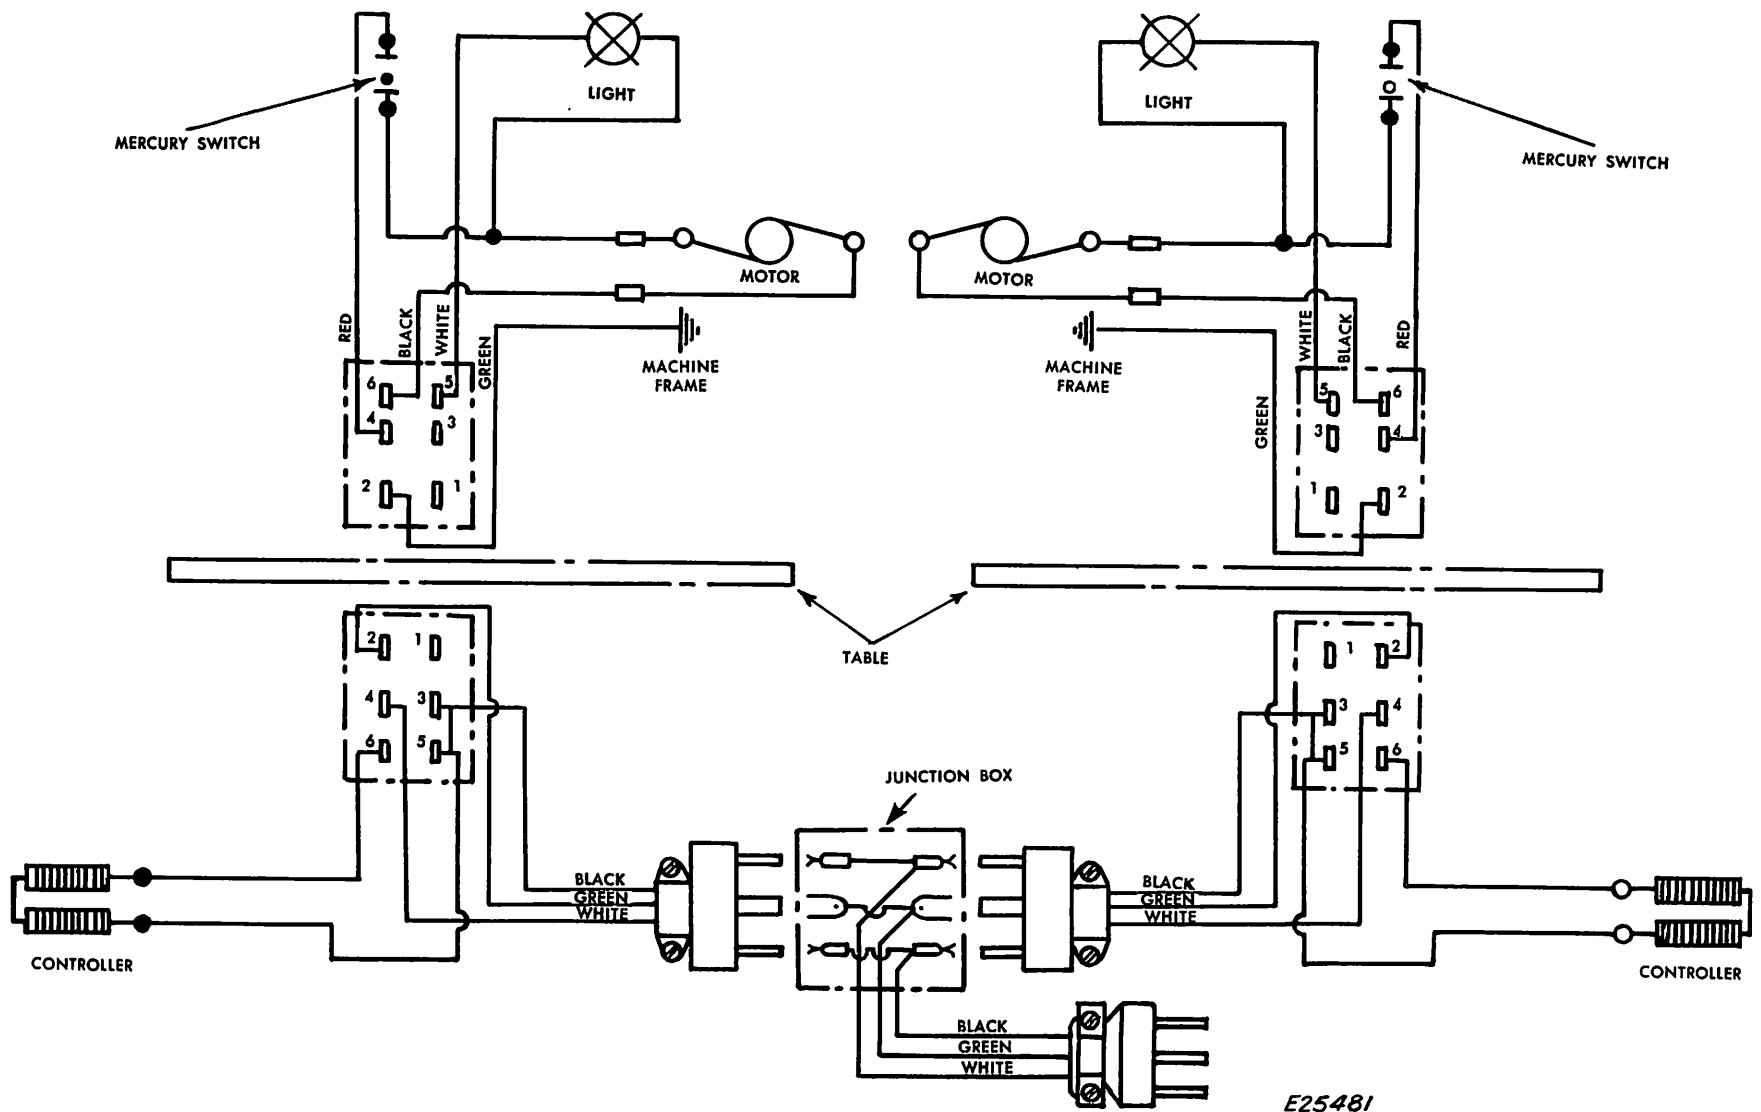 LIGHT
LIGHT
MERCURY SWITCH
MERCURY SWITCH
MOTOR
MOTOR
RED
BLACK
WHITE
GREEN
MACHINE
FRAME
MACHINE
FRAME
WHITE
BLACK
RED
GREEN
6 5
4 3
2 1
5 6
3 4
1 2
TABLE
2 1
4 3
6 5
1 2
3 4
5 6
JUNCTION BOX
BLACK
GREEN
WHITE
BLACK
GREEN
WHITE
CONTROLLER
CONTROLLER
BLACK
GREEN
WHITE
E25481